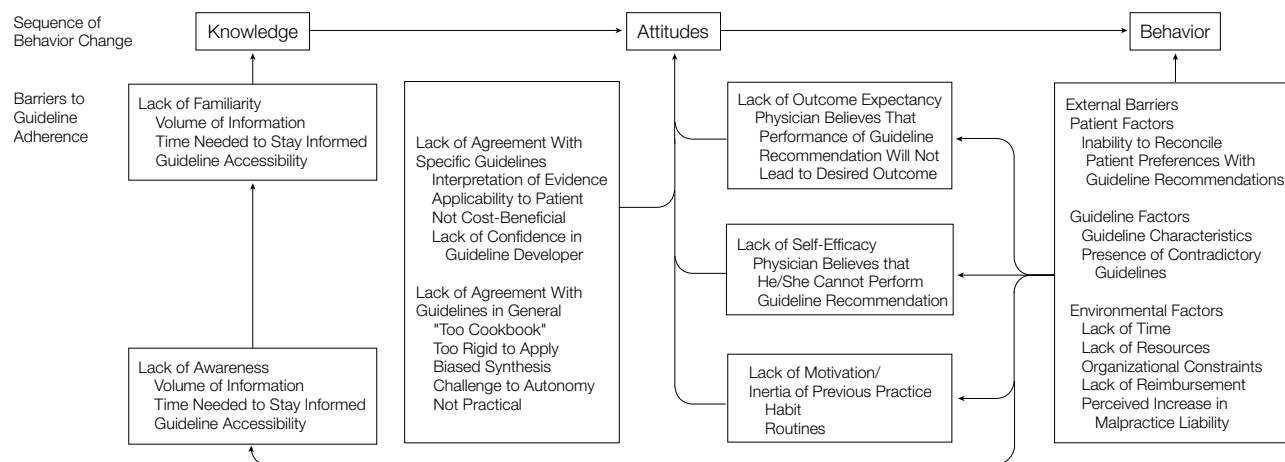 Sequence of
Behavior Change
Knowledge
Attitudes
Behavior
Barriers to
Guideline
Adherence
Lack of Familiarity
Volume of Information
Time Needed to Stay Informed
Guideline Accessibility
Lack of Awareness
Volume of Information
Time Needed to Stay Informed
Guideline Accessibility
Lack of Agreement With
Specific Guidelines
Interpretation of Evidence
Applicability to Patient
Not Cost-Beneficial
Lack of Confidence in
Guideline Developer
Lack of Agreement With
Guidelines in General
"Too Cookbook"
Too Rigid to Apply
Biased Synthesis
Challenge to Autonomy
Not Practical
Lack of Outcome Expectancy
Physician Believes That
Performance of Guideline
Recommendation Will Not
Lead to Desired Outcome
Lack of Self-Efficacy
Physician Believes that
He/She Cannot Perform
Guideline Recommendation
Lack of Motivation/
Inertia of Previous Practice
Habit
Routines
External Barriers
Patient Factors
Inability to Reconcile
Patient Preferences With
Guideline Recommendations
Guideline Factors
Guideline Characteristics
Presence of Contradictory
Guidelines
Environmental Factors
Lack of Time
Lack of Resources
Organizational Constraints
Lack of Reimbursement
Perceived Increase in
Malpractice Liability